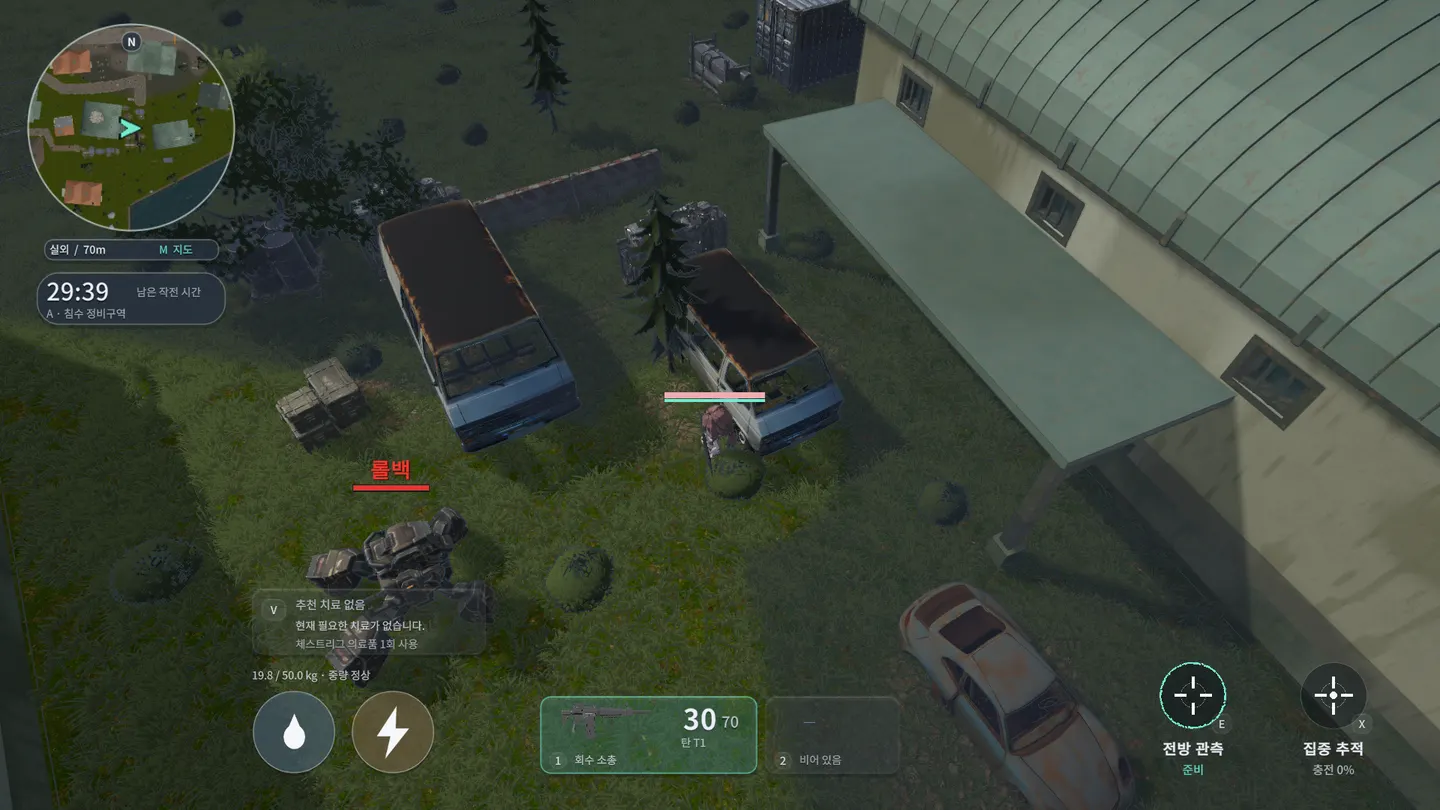 N
실외 / 70m
M 지도
29:39
남은 작전 시간
A · 침수 정비구역
롤백
V
추천 치료 없음
현재 필요한 치료가 없습니다.
체스트리그 의료품 1회 사용
19.8 / 50.0 kg · 중량 정상
30 70
탄 T1
1 회수 소총
—
2 비어 있음
E
전방 관측
준비
X
집중 추적
충전 0%